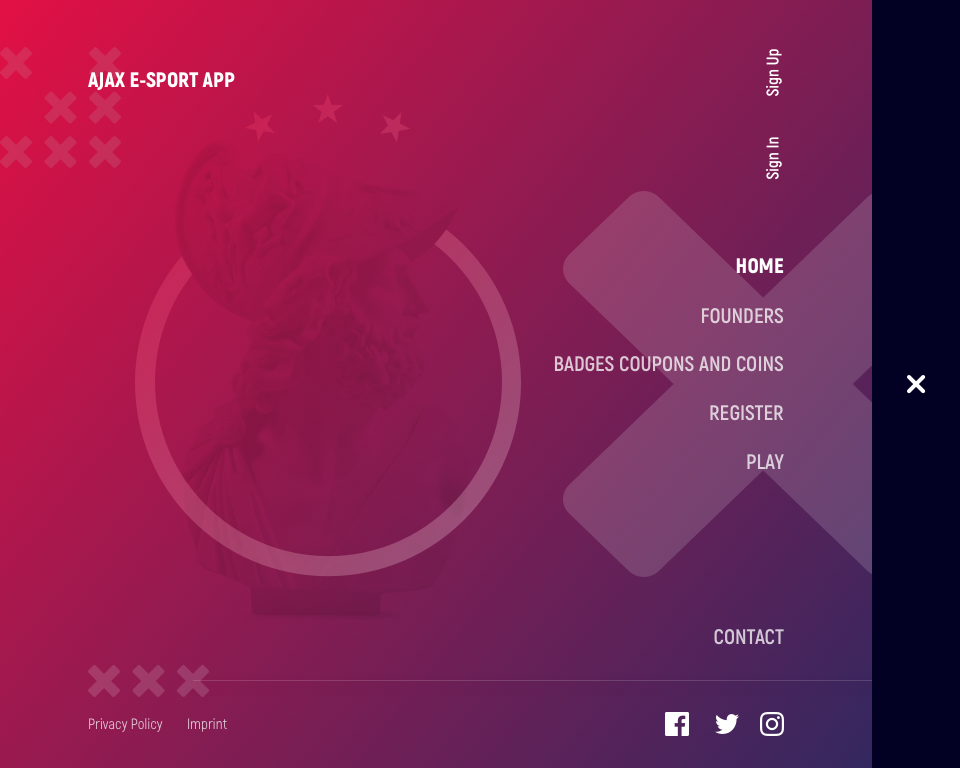 AJAX E-SPORT APP
Sign Up
Sign In
HOME
FOUNDERS
BADGES COUPONS AND COINS
REGISTER
PLAY
CONTACT
Privacy Policy
Imprint